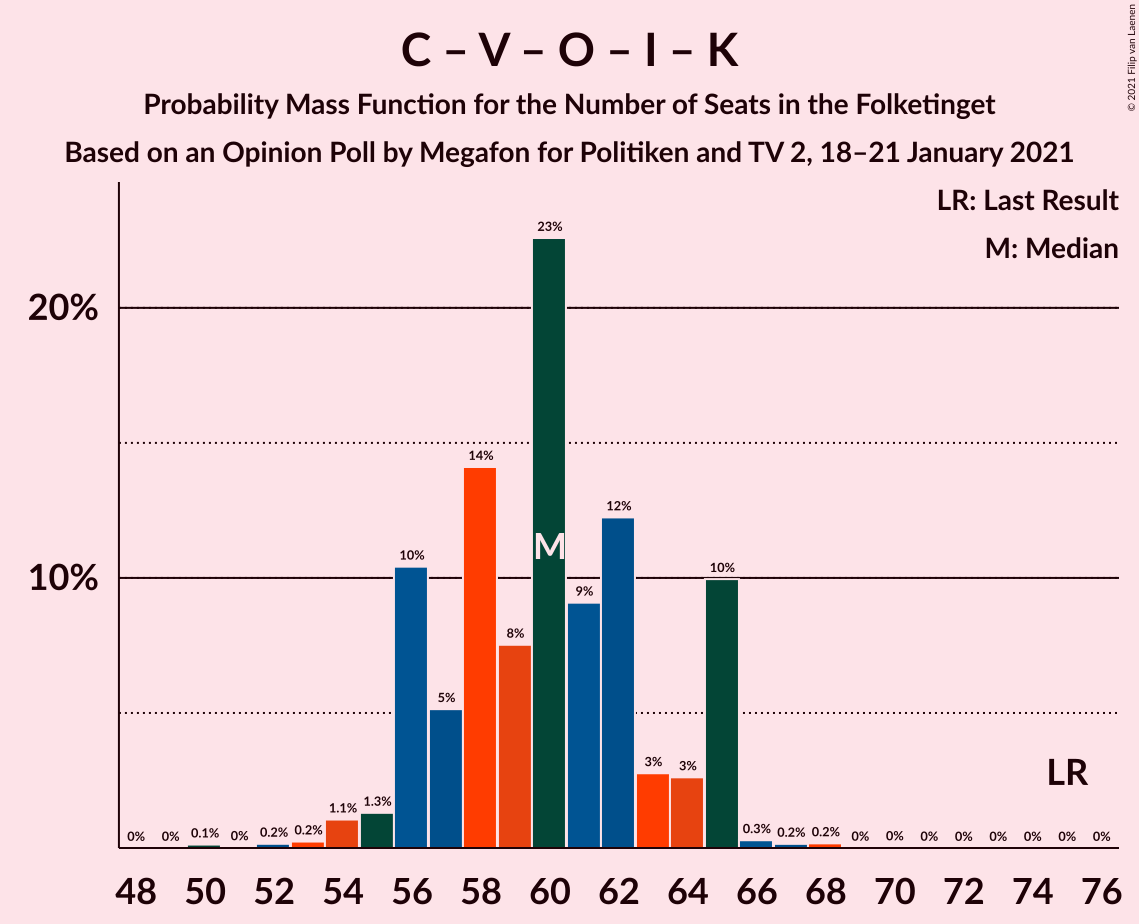 C – V – O – I – K
Probability Mass Function for the Number of Seats in the Folketinget
Based on an Opinion Poll by Megafon for Politiken and TV 2, 18–21 January 2021
© 2021 Filip van Laenen
LR: Last Result
M: Median
20%
10%
0% 0% 0.1% 0% 0.2% 0.2% 1.1% 1.3% 10% 5% 14% 8% 23% 9% 12% 3% 3% 10% 0.3% 0.2% 0.2% 0% 0% 0% 0% 0% 0% 0% 0%
M
LR
48 50 52 54 56 58 60 62 64 66 68 70 72 74 76